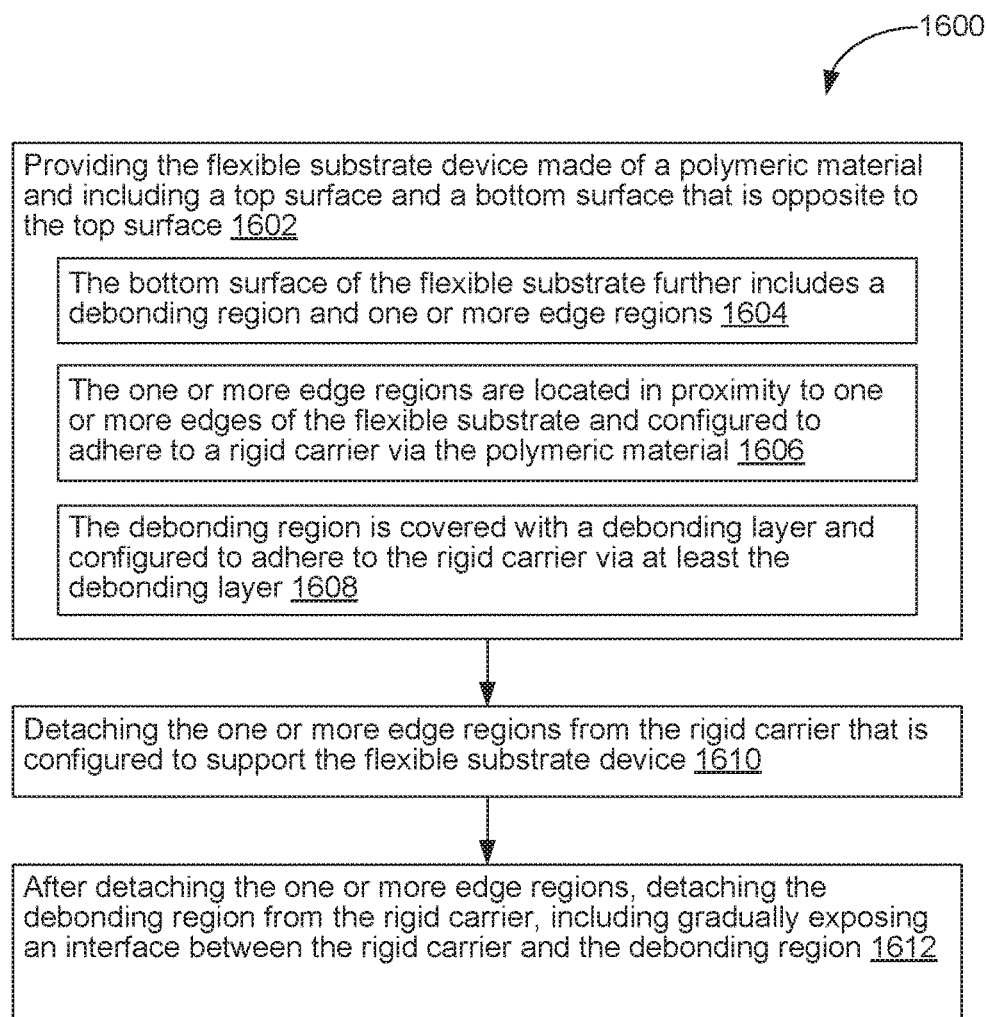 1600
Providing the flexible substrate device made of a polymeric material
and including a top surface and a bottom surface that is opposite to
the top surface 1602
The bottom surface of the flexible substrate further includes a
debonding region and one or more edge regions 1604
The one or more edge regions are located in proximity to one
or more edges of the flexible substrate and configured to
adhere to a rigid carrier via the polymeric material 1606
The debonding region is covered with a debonding layer and
configured to adhere to the rigid carrier via at least the
debonding layer 1608
Detaching the one or more edge regions from the rigid carrier that is
configured to support the flexible substrate device 1610
After detaching the one or more edge regions, detaching the
debonding region from the rigid carrier, including gradually exposing
an interface between the rigid carrier and the debonding region 1612